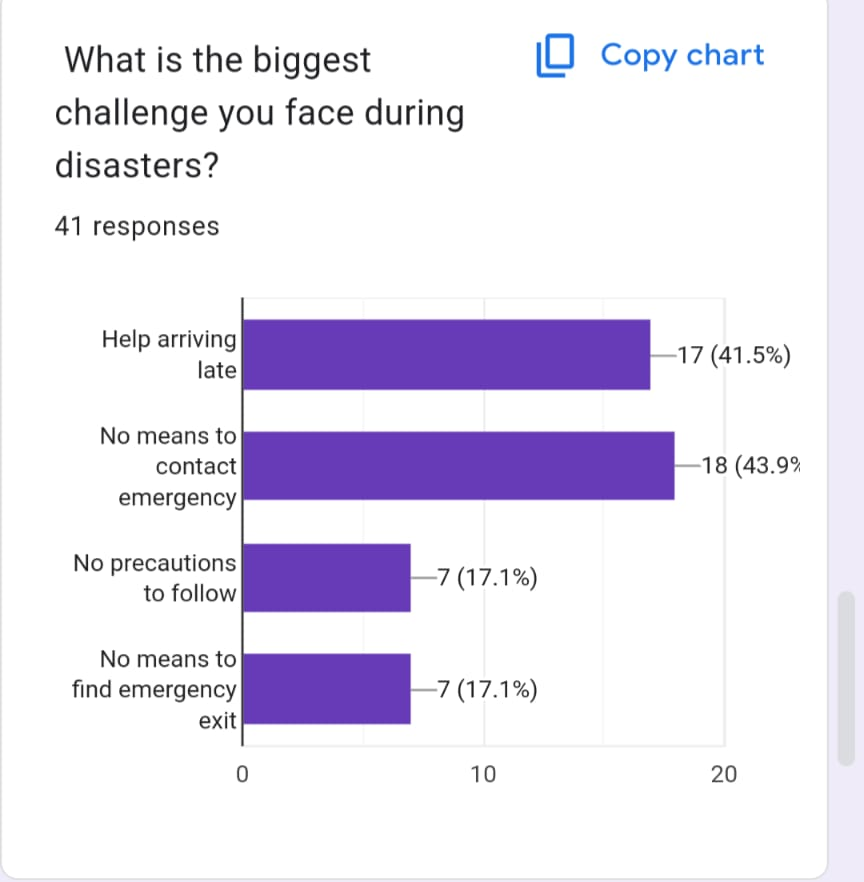 What is the biggest
challenge you face during
disasters?
Copy chart
41 responses
Help arriving
late
17 (41.5%)
No means to
contact
emergency
18 (43.9%
No precautions
to follow
7 (17.1%)
No means to
find emergency
exit
7 (17.1%)
0
10
20